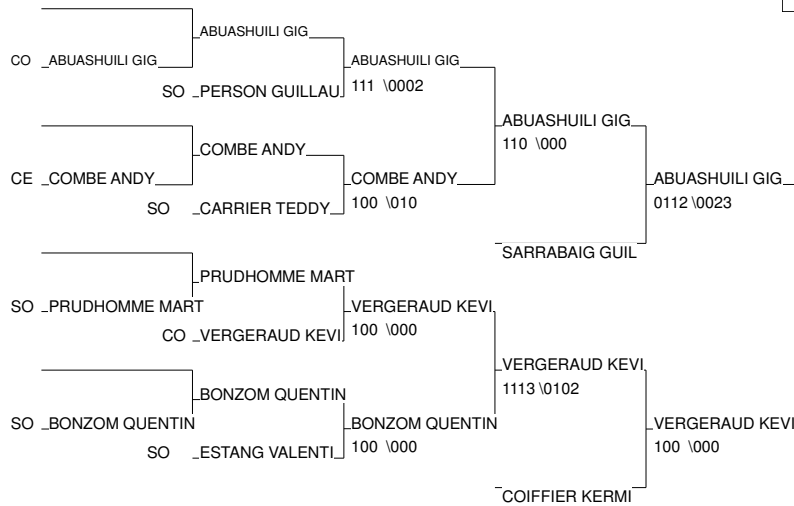 ABUASHUILI GIG
CO ABUASHUILI GIG ABUASHUILI GIG
SO PERSON GUILLAU 111 \0002
ABUASHUILI GIG
110 \000
COMBE ANDY
CE COMBE ANDY COMBE ANDY ABUASHUILI GIG
SO CARRIER TEDDY 100 \010 0112 \0023
SARRABAIG GUIL
PRUDHOMME MART
SO PRUDHOMME MART VERGERAUD KEVI
CO VERGERAUD KEVI 100 \000
VERGERAUD KEVI
1113 \0102
BONZOM QUENTIN
SO BONZOM QUENTIN BONZOM QUENTIN VERGERAUD KEVI
SO ESTANG VALENTI 100 \000 100 \000
COIFFIER KERMI